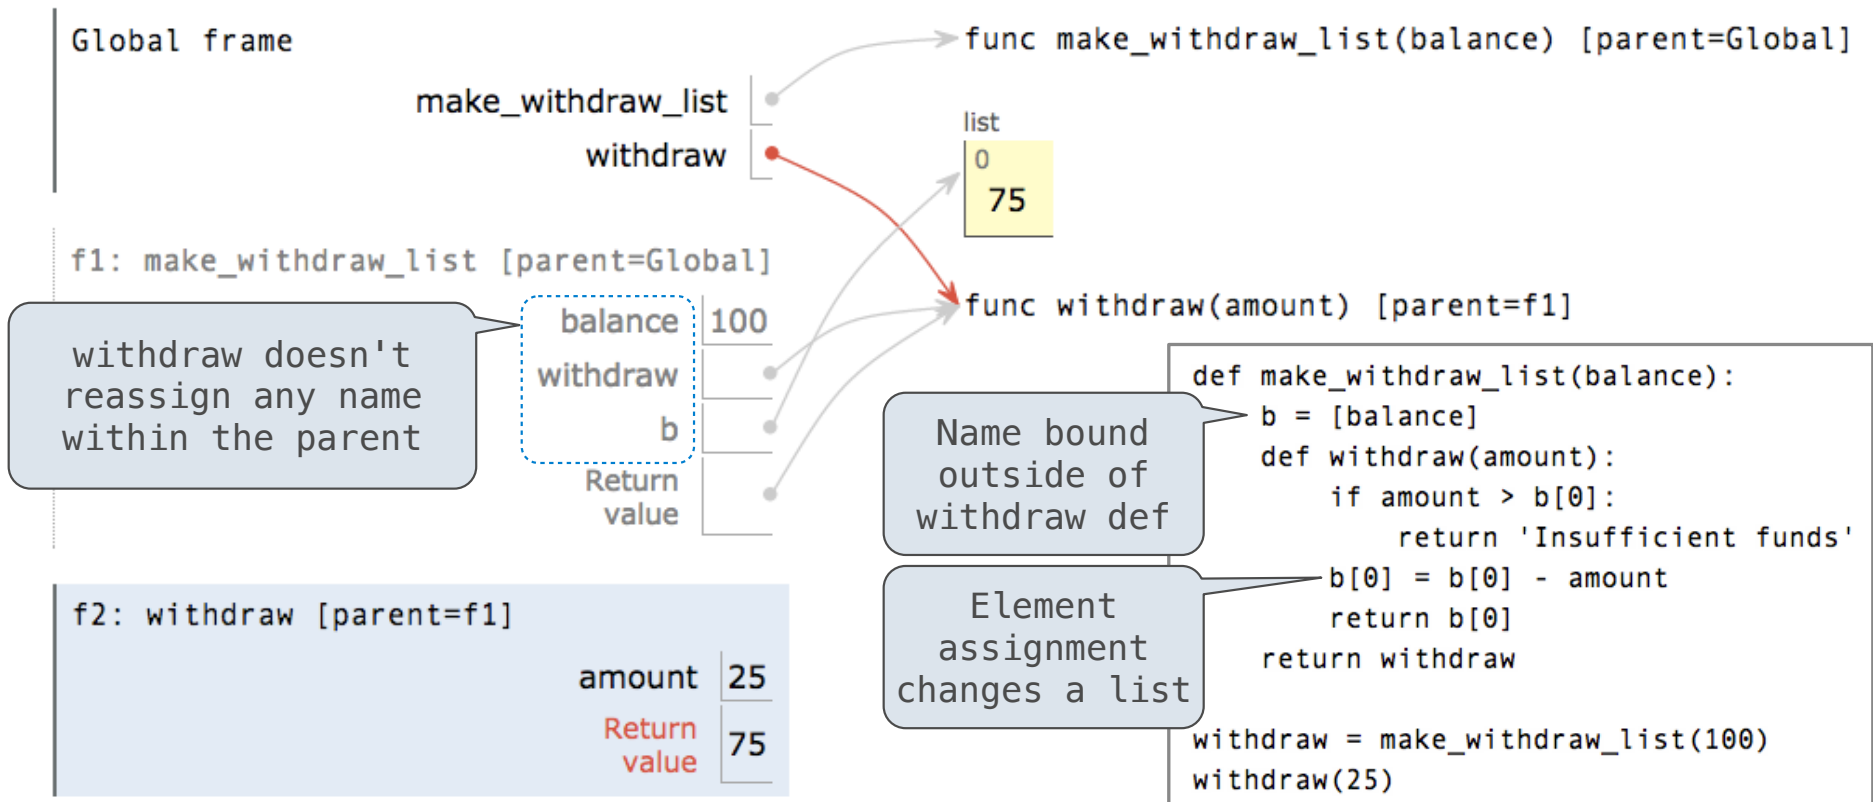 Global frame
make_withdraw_list
withdraw
func make_withdraw_list(balance) [parent=Global]
list
0
75
f1: make_withdraw_list [parent=Global]
balance 100
withdraw
b
Return
value
func withdraw(amount) [parent=f1]
withdraw doesn't
reassign any name
within the parent
f2: withdraw [parent=f1]
amount 25
Return
value 75
Name bound
outside of
withdraw def
Element
assignment
changes a list
def make_withdraw_list(balance):
    b = [balance]
    def withdraw(amount):
        if amount > b[0]:
            return 'Insufficient funds'
        b[0] = b[0] - amount
        return b[0]
    return withdraw
withdraw = make_withdraw_list(100)
withdraw(25)